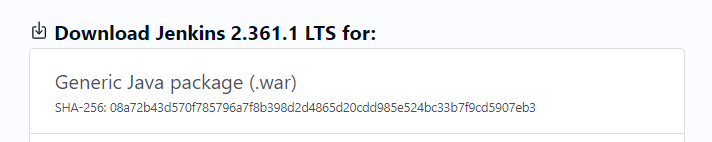 Download Jenkins 2.361.1 LTS for:
Generic Java package (.war)
SHA-256: 08a72b43d570f785796a7f8b398d2d4865d20cdd985e524bc33b7f9cd5907eb3